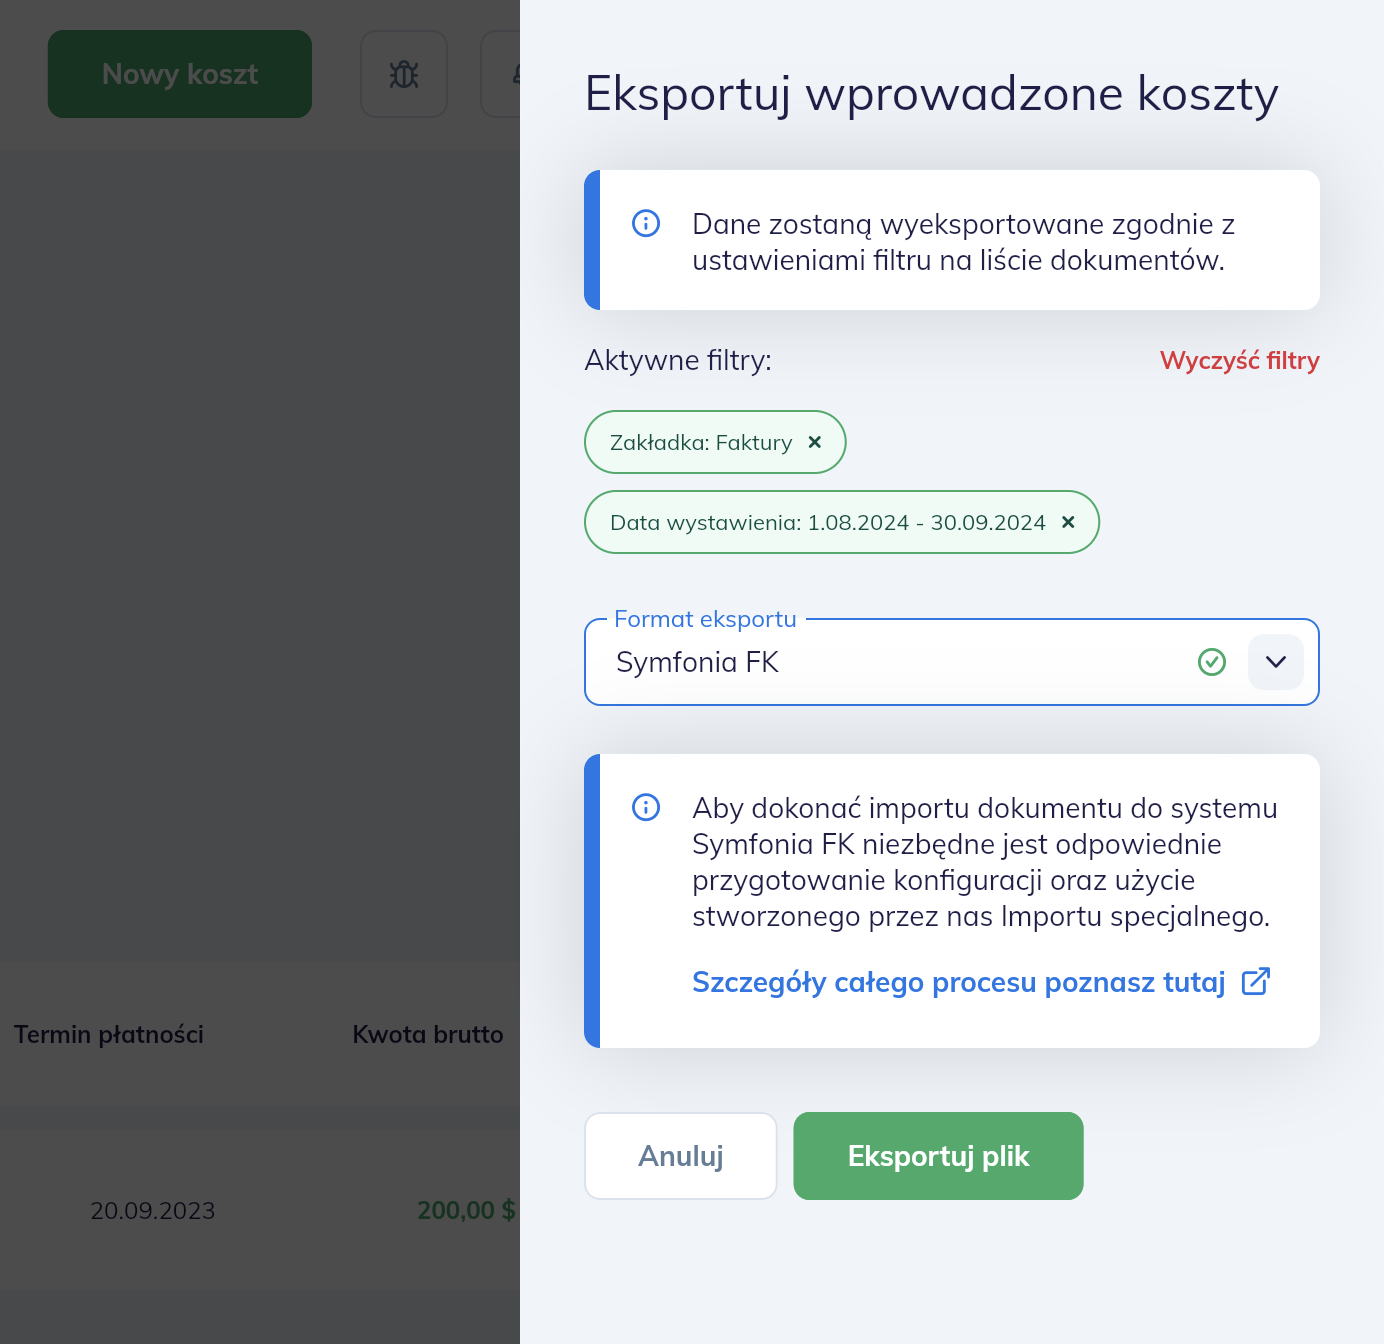 Nowy koszt
Eksportuj wprowadzone koszty
Dane zostaną wyeksportowane zgodnie z
ustawieniami filtru na liście dokumentów.
Aktywne filtry:
Wyczyść filtry
Zakładka: Faktury
Data wystawienia: 1.08.2024 - 30.09.2024
Format eksportu
Symfonia FK
Aby dokonać importu dokumentu do systemu
Symfonia FK niezbędne jest odpowiednie
przygotowanie konfiguracji oraz użycie
stworzonego przez nas Importu specjalnego.
Szczegóły całego procesu poznasz tutaj
Termin płatności
Kwota brutto
Anuluj
Eksportuj plik
20.09.2023
200,00 $